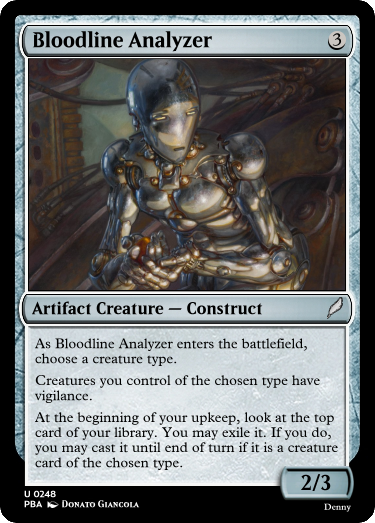 Bloodline Analyzer 3
Artifact Creature — Construct
As Bloodline Analyzer enters the battlefield,
choose a creature type.
Creatures you control of the chosen type have
vigilance.
At the beginning of your upkeep, look at the top
card of your library. You may exile it. If you do,
you may cast it until end of turn if it is a creature
card of the chosen type.
2/3
U 0248
PBA Donato Giancola
Denny